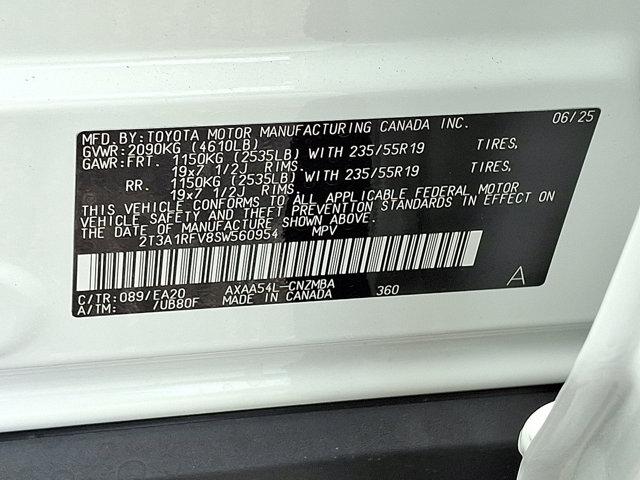 MFD. BY: TOYOTA MOTOR MANUFACTURING CANADA INC. 06/25
GVWR: 2090KG (4610LB)
GAWR: FRT. 1150KG (2535LB) WITH 235/55R19 TIRES,
19x7 1/2J RIMS.
RR. 1150KG (2535LB) WITH 235/55R19 TIRES,
19x7 1/2J RIMS.
THIS VEHICLE CONFORMS TO ALL APPLICABLE FEDERAL MOTOR
VEHICLE SAFETY AND THEFT PREVENTION STANDARDS IN EFFECT ON
THE DATE OF MANUFACTURE SHOWN ABOVE.
2T3A1RFV8SW560954 MPV
C/TR: 089/EA20 AXAA54L-CNZMBA 360 A
A/TM: /UB80F MADE IN CANADA